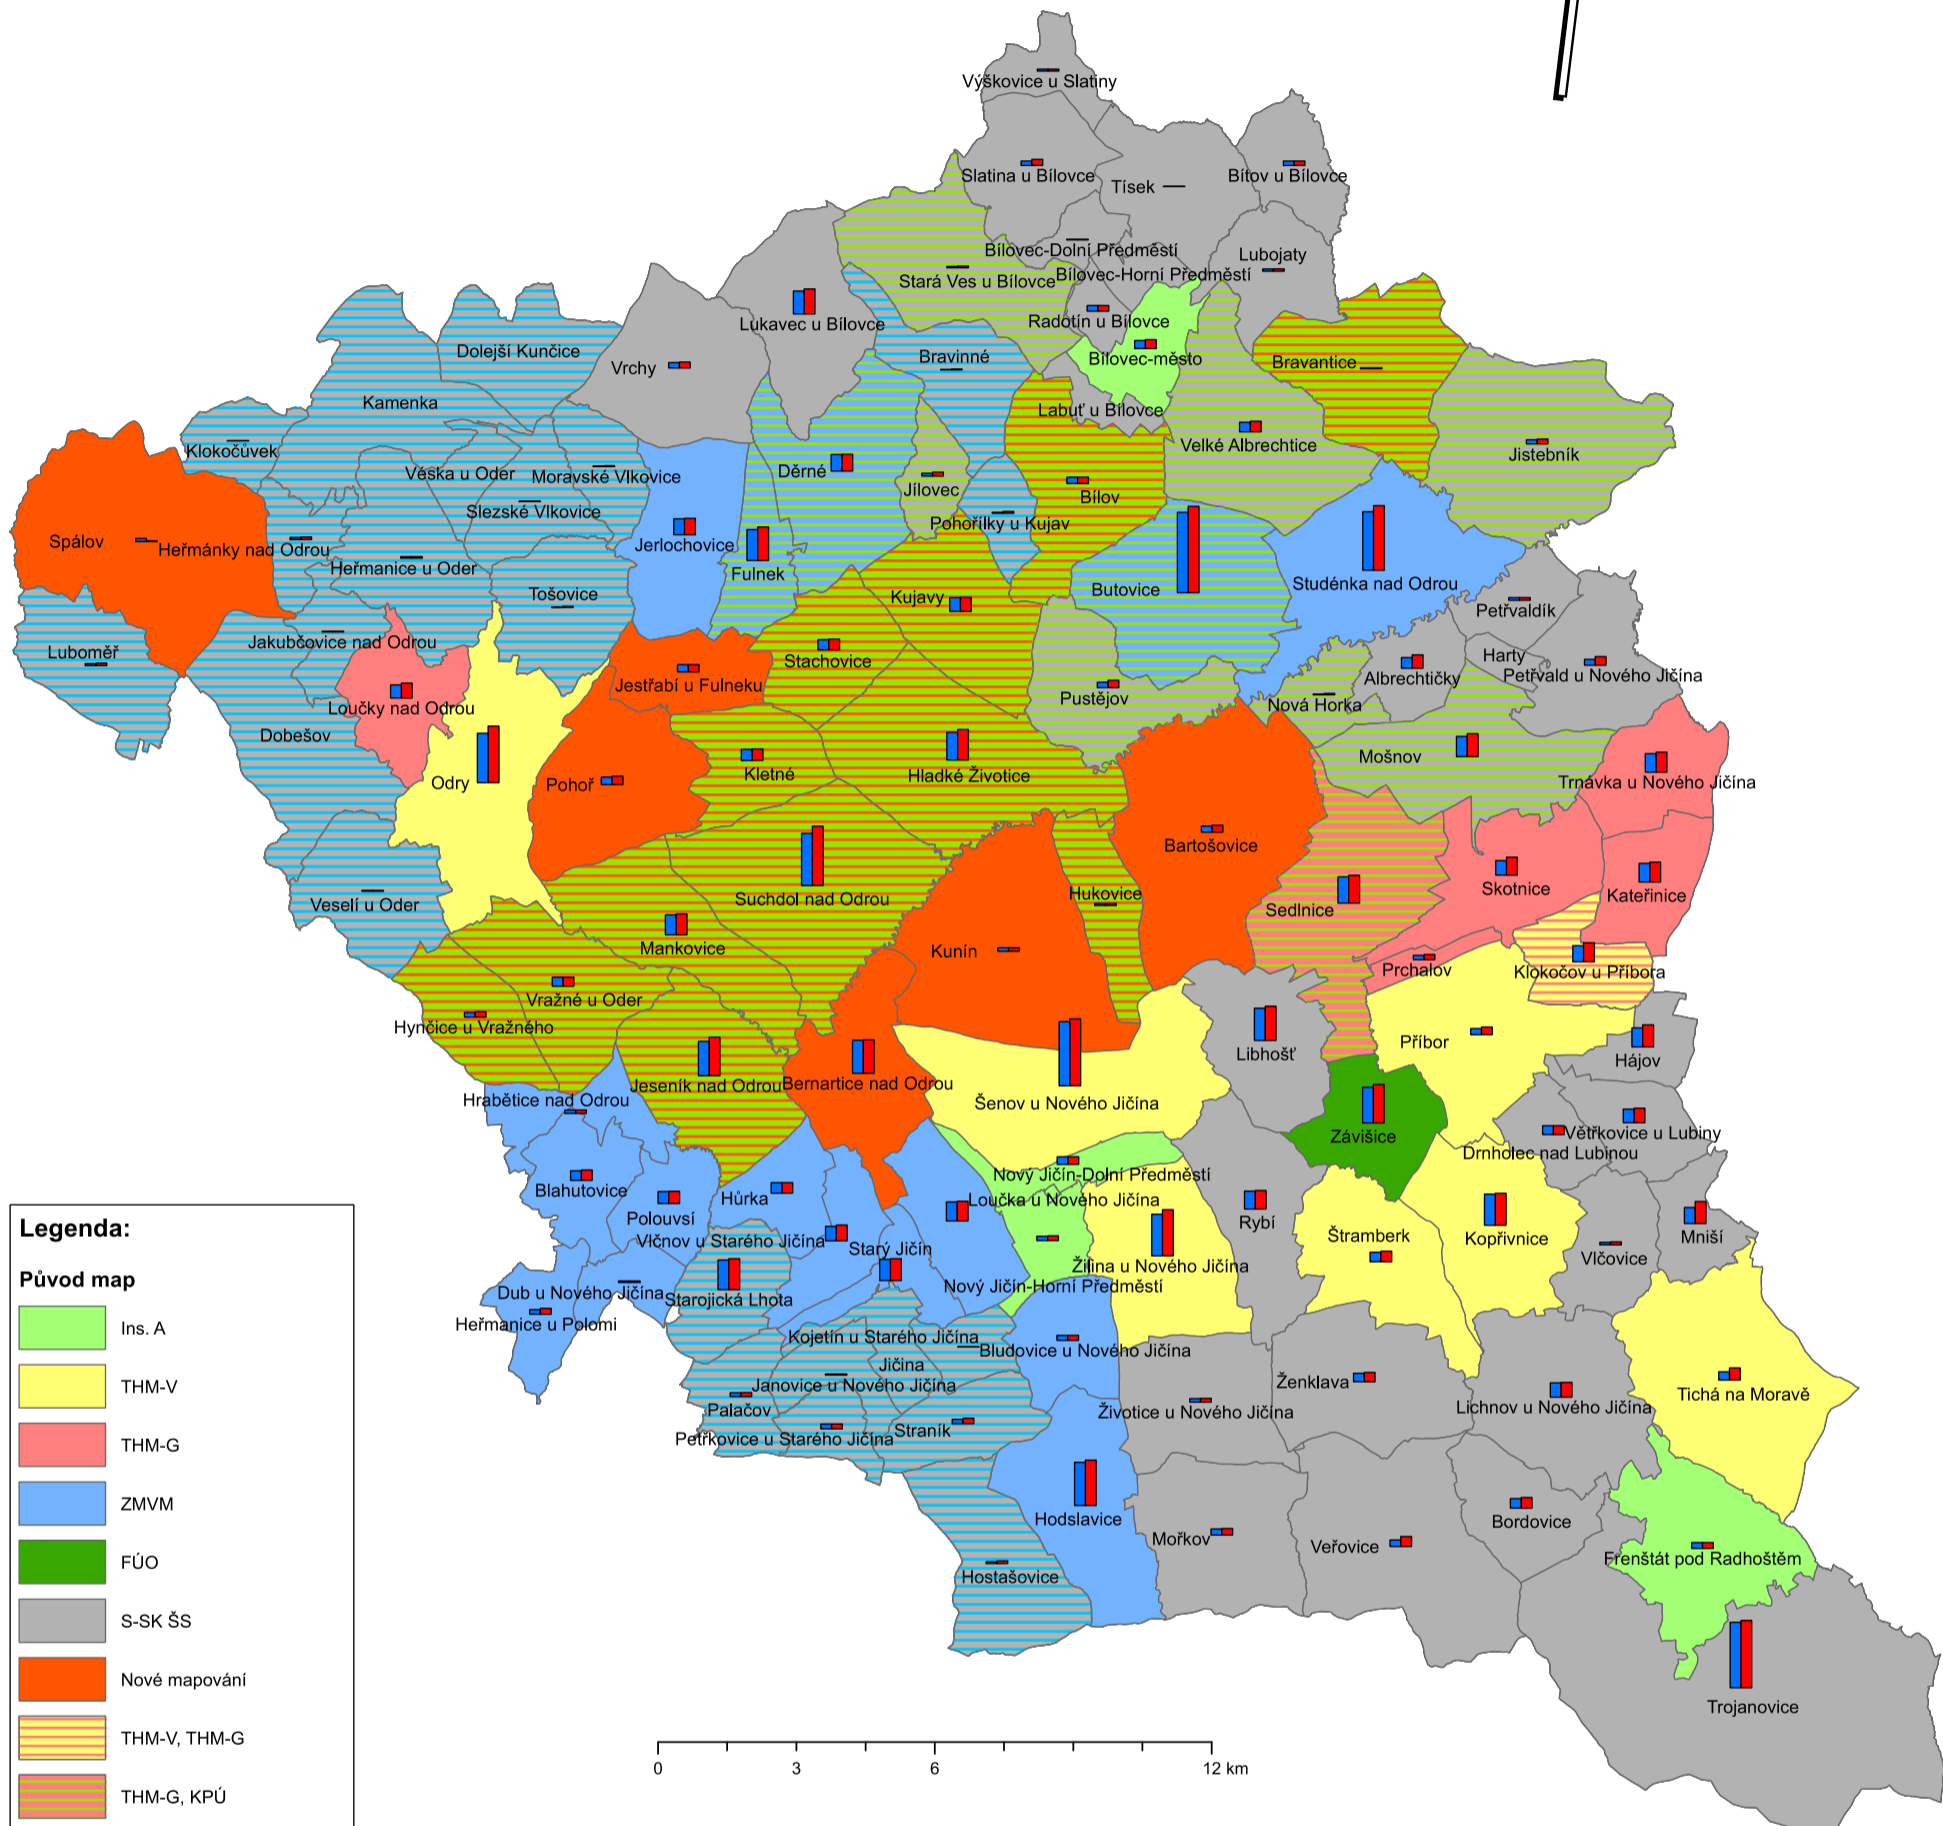 Výškovice u Slatiny
Slatina u Bílovce
Tísek
Bítov u Bílovce
Bílovec-Dolní Předměstí
Lubojaty
Stará Ves u Bílovce
Bílovec-Horní Předměstí
Lukavec u Bílovce
Radotín u Bílovce
Dolejší Kunčice
Bravinné
Bílovec-město
Bravantice
Vrchy
Kamenka
Labuť u Bílovce
Klokočůvek
Velké Albrechtice
Jistebník
Véska u Oder
Moravské Vlkovice
Děrné
Jílovec
Bílov
Slezské Vlkovice
Pohořílky u Kujav
Spálov
Heřmánky nad Odrou
Jerlochovice
Heřmanice u Oder
Fulnek
Butovice
Studénka nad Odrou
Tošovice
Kujavy
Petřvaldík
Jakubčovice nad Odrou
Luboměř
Stachovice
Harty
Albrechtičky
Petřvald u Nového Jičína
Jestřabí u Fulneku
Pustějov
Nová Horka
Loučky nad Odrou
Dobešov
Mošnov
Odry
Pohoř
Kletné
Hladké Životice
Trnávka u Nového Jičína
Bartošovice
Suchdol nad Odrou
Hukovice
Skotnice
Kateřinice
Veselí u Oder
Sedlnice
Mankovice
Kunín
Prchalov
Klokočov u Příbora
Vražné u Oder
Hynčice u Vražného
Příbor
Libhošť
Hájov
Jeseník nad Odrou
Bernartice nad Odrou
Hrabětice nad Odrou
Šenov u Nového Jičína
Závišice
Větřkovice u Lubiny
Drnholec nad Lubinou
Nový Jičín-Dolní Předměstí
Blahutovice
Hůrka
Loučka u Nového Jičína
Polouvsí
Rybí
Vlčnov u Starého Jičína
Starý Jičín
Štramberk
Kopřivnice
Mniší
Vlčovice
Žilina u Nového Jičína
Nový Jičín-Horní Předměstí
Dub u Nového Jičína
Starojická Lhota
Heřmanice u Polomi
Kojetín u Starého Jičína
Bludovice u Nového Jičína
Jičina
Janovice u Nového Jičína
Ženklava
Tichá na Moravě
Palačov
Životice u Nového Jičína
Lichnov u Nového Jičína
Straník
Petřkovice u Starého Jičína
Hodslavice
Mořkov
Veřovice
Bordovice
Frenštát pod Radhoštěm
Hostašovice
Trojanovice
Legenda:
Původ map
Ins. A
THM-V
THM-G
ZMVM
FÚO
S-SK ŠS
Nové mapování
THM-V, THM-G
THM-G, KPÚ
0 3 6 12 km